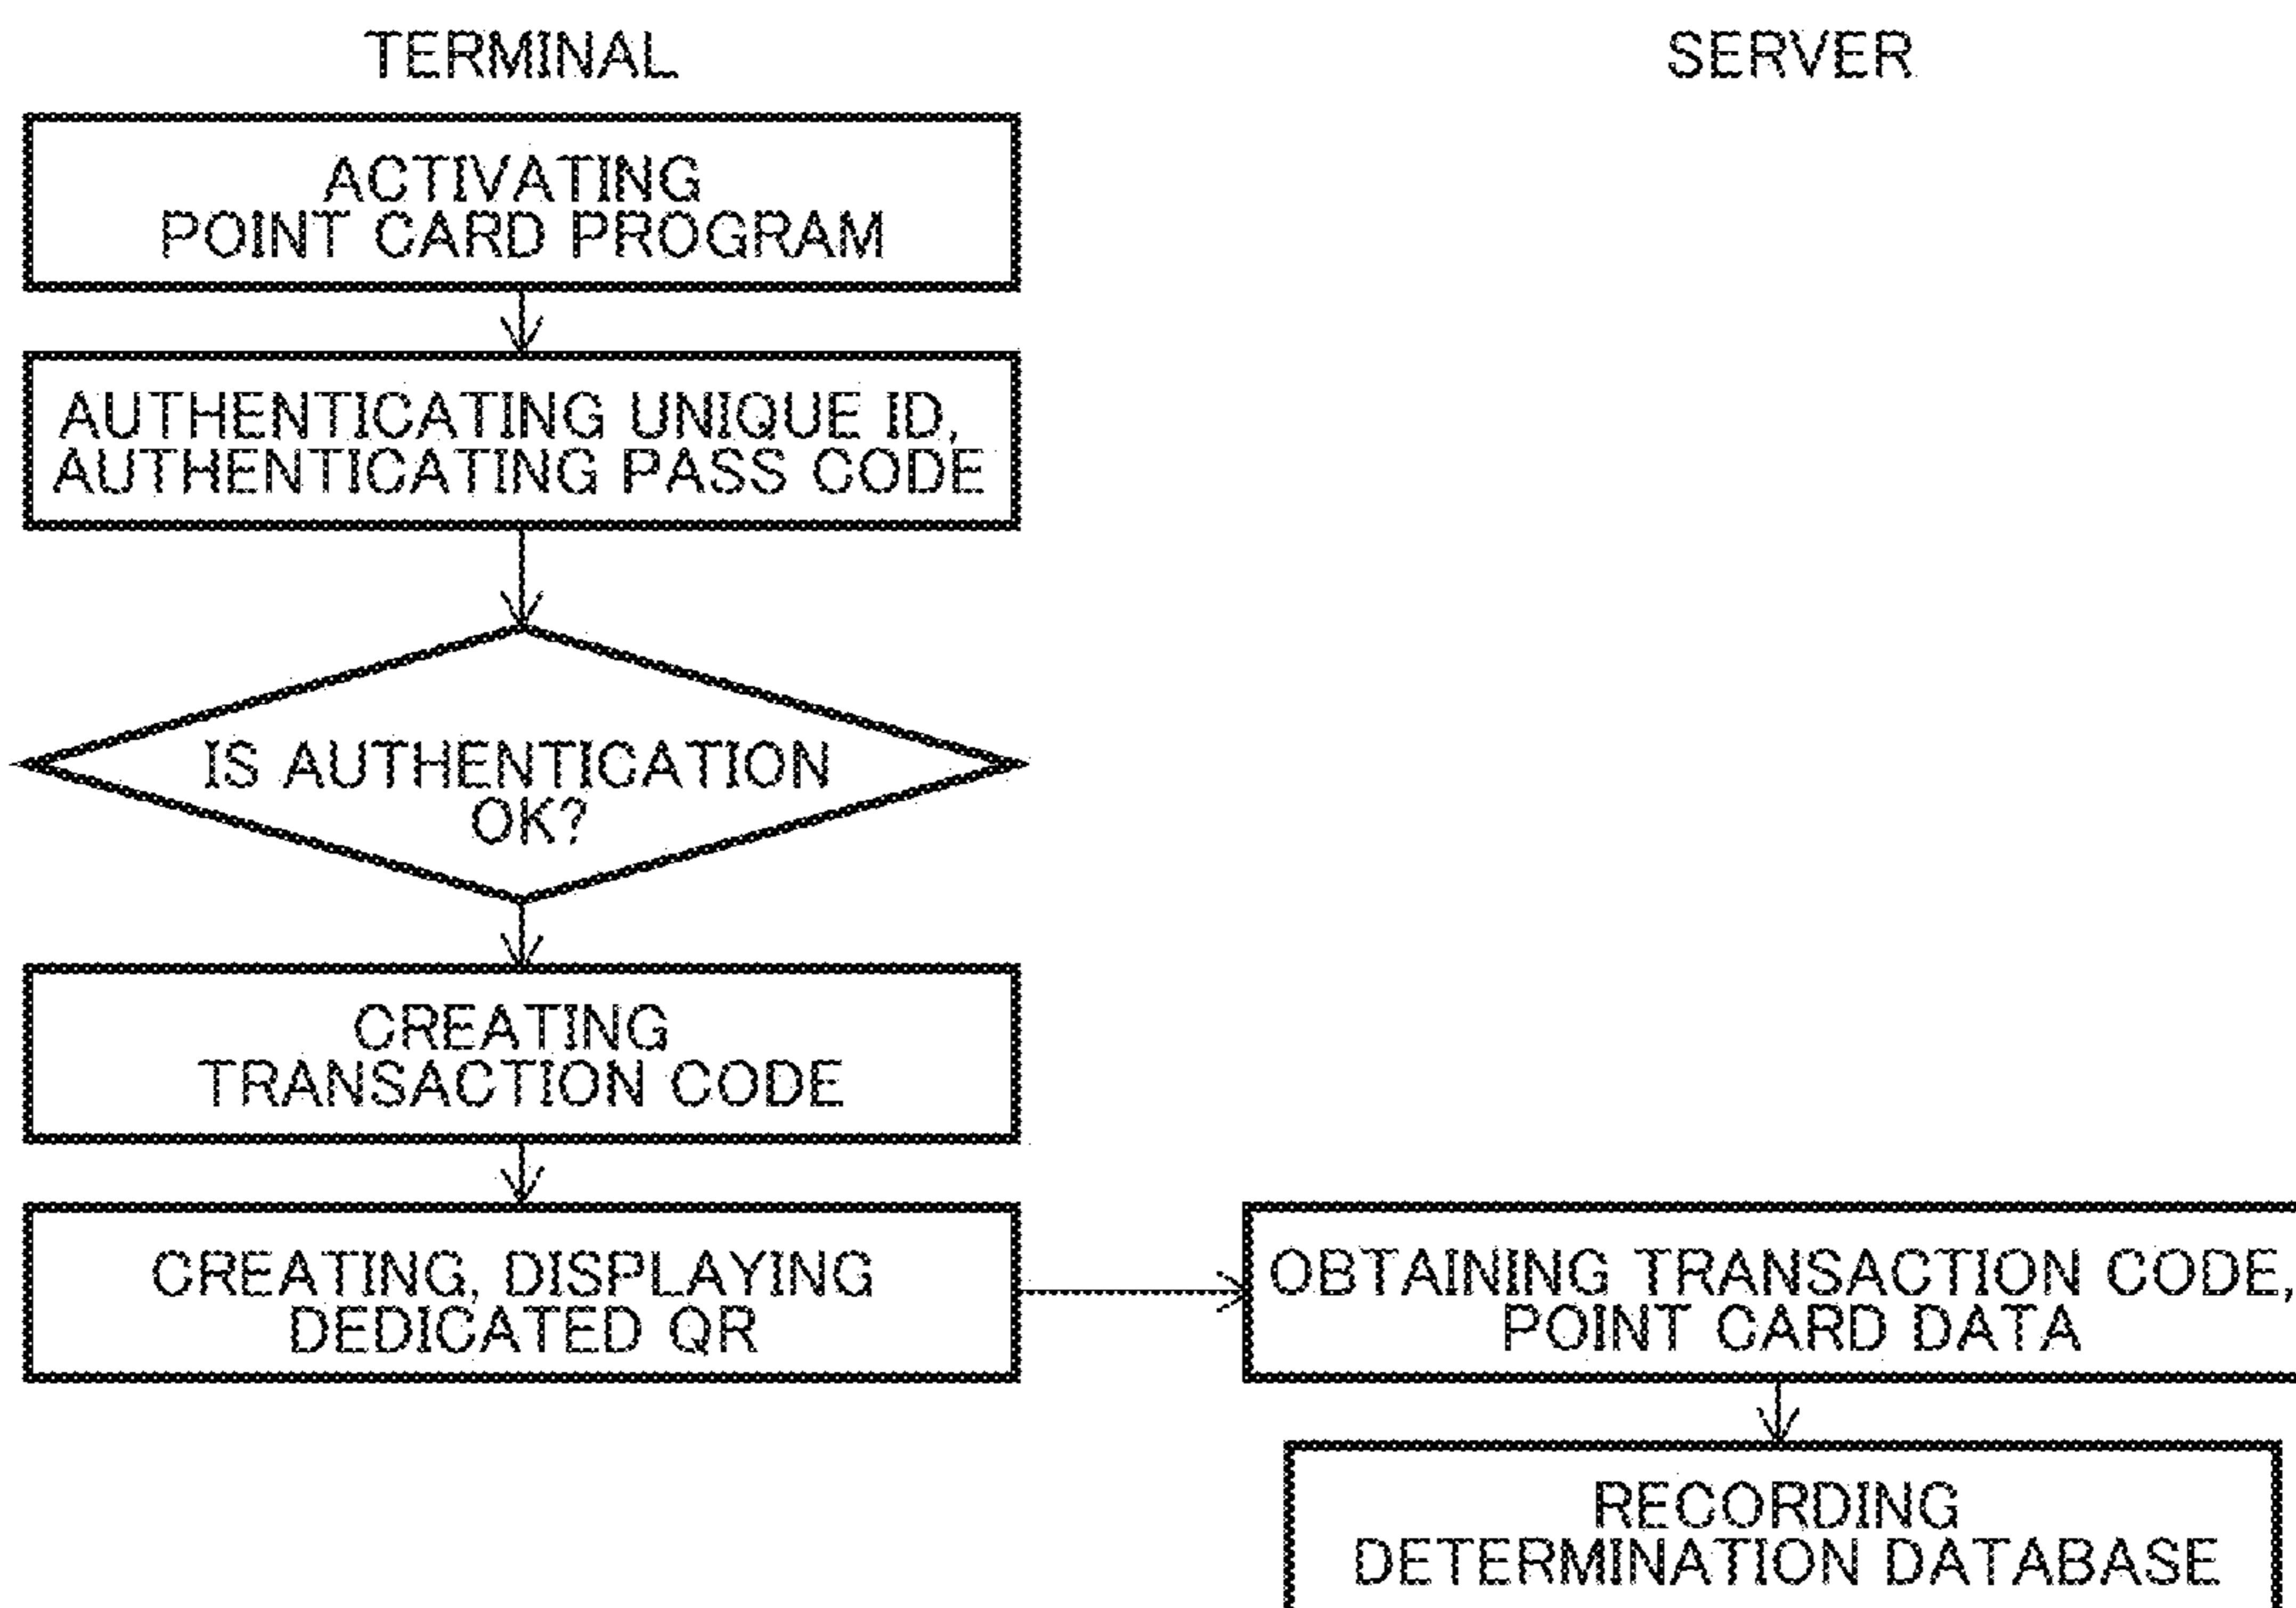 TERMINAL
SERVER
ACTIVATING
POINT CARD PROGRAM
AUTHENTICATING UNIQUE ID,
AUTHENTICATING PASS CODE
IS AUTHENTICATION
OK?
CREATING
TRANSACTION CODE
CREATING, DISPLAYING
DEDICATED QR
OBTAINING TRANSACTION CODE,
POINT CARD DATA
RECORDING
DETERMINATION DATABASE